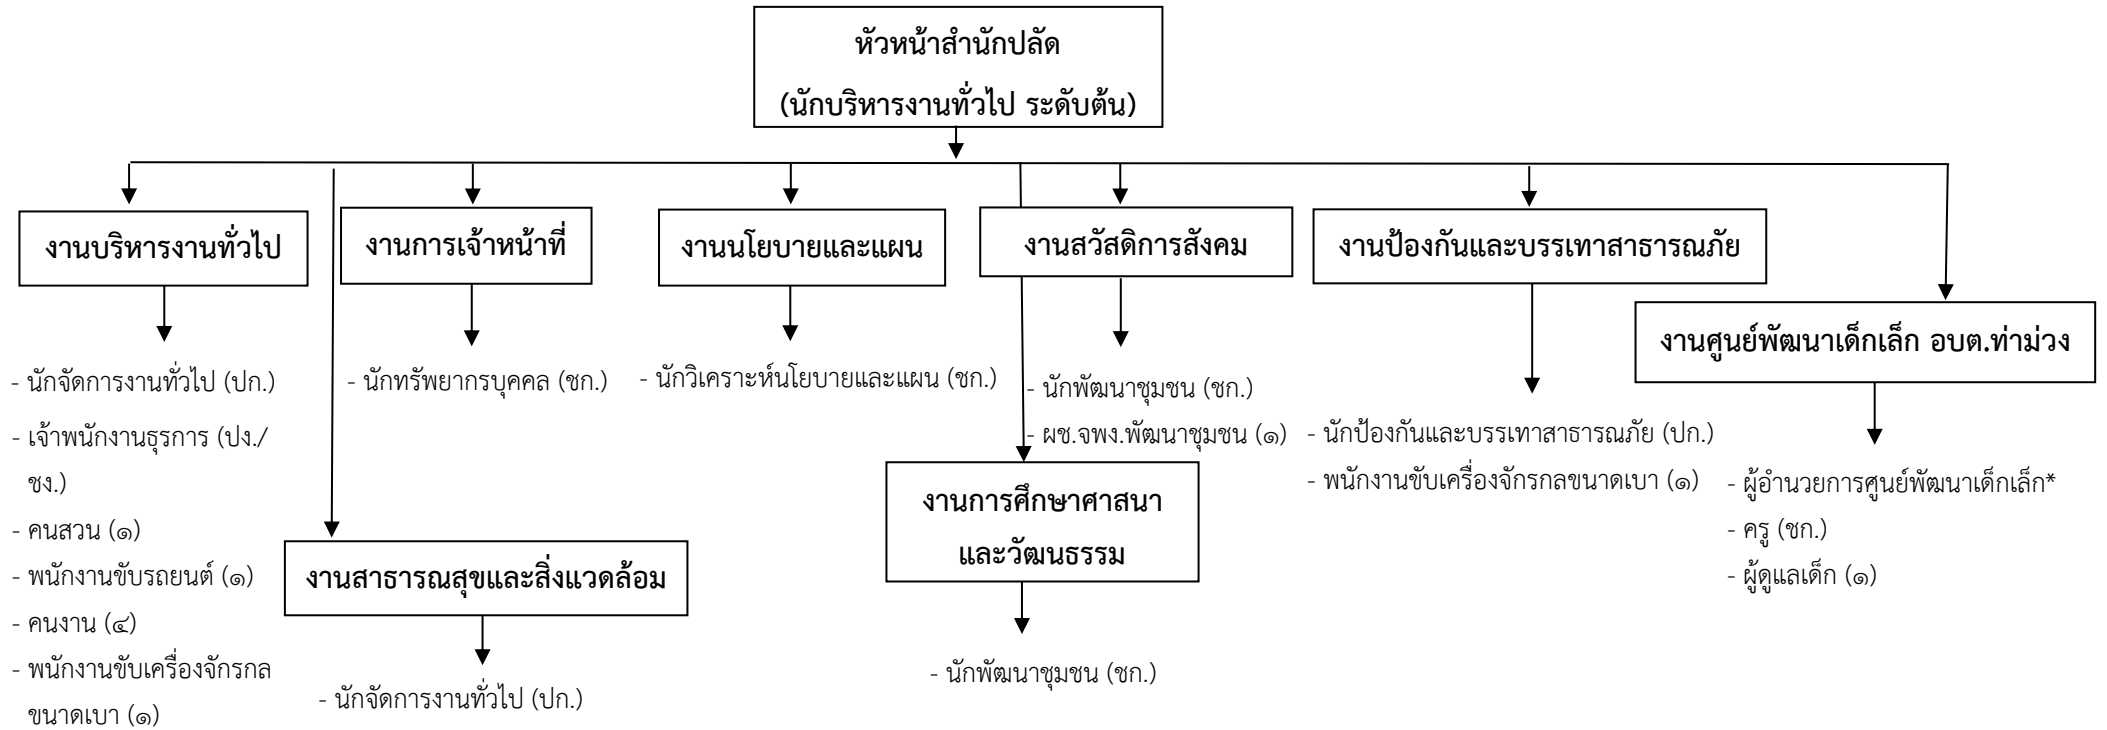 หัวหน้าสำนักปลัด
(นักบริหารงานทั่วไป ระดับต้น)
งานบริหารงานทั่วไป
- นักจัดการงานทั่วไป (ปก.)
- เจ้าพนักงานธุรการ (ปง./
ชง.)
- คนสวน (๑)
- พนักงานขับรถยนต์ (๑)
- คนงาน (๔)
- พนักงานขับเครื่องจักรกล
ขนาดเบา (๑)
งานสาธารณสุขและสิ่งแวดล้อม
- นักจัดการงานทั่วไป (ปก.)
งานการเจ้าหน้าที่
- นักทรัพยากรบุคคล (ชก.)
งานนโยบายและแผน
- นักวิเคราะห์นโยบายและแผน (ชก.)
งานสวัสดิการสังคม
- นักพัฒนาชุมชน (ชก.)
- ผช.จพง.พัฒนาชุมชน (๑)
งานการศึกษาศาสนา
และวัฒนธรรม
- นักพัฒนาชุมชน (ชก.)
งานป้องกันและบรรเทาสาธารณภัย
- นักป้องกันและบรรเทาสาธารณภัย (ปก.)
- พนักงานขับเครื่องจักรกลขนาดเบา (๑)
งานศูนย์พัฒนาเด็กเล็ก อบต.ท่าม่วง
- ผู้อำนวยการศูนย์พัฒนาเด็กเล็ก*
- ครู (ชก.)
- ผู้ดูแลเด็ก (๑)